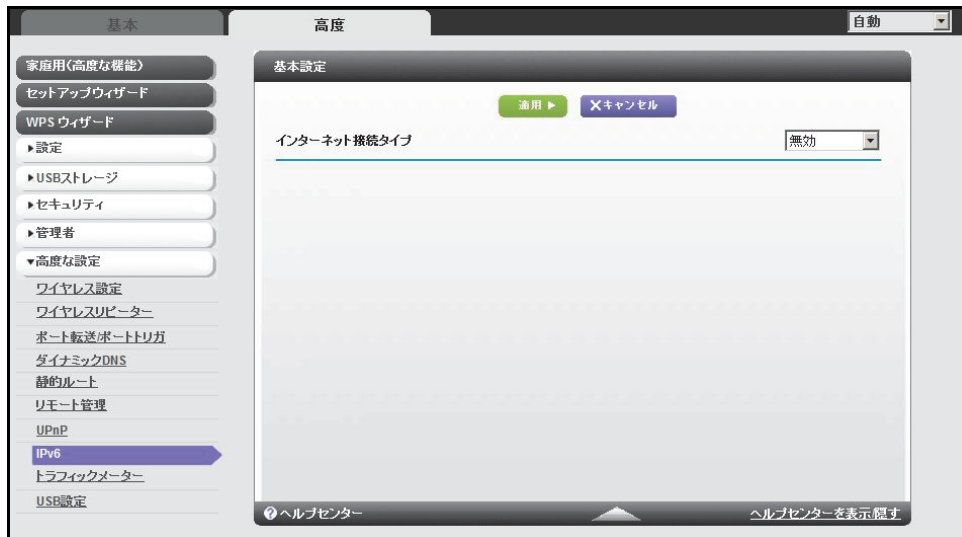 基本
高度
自動
家庭用(高度な機能)
セットアップウィザード
WPS ウィザード
▶設定
▶USBストレージ
▶セキュリティ
▶管理者
▼高度な設定
ワイヤレス設定
ワイヤレスリピーター
ポート転送/ポートトリガ
ダイナミックDNS
静的ルート
リモート管理
UPnP
IPv6
トラフィックメーター
USB設定
基本設定
適用 ▶
Xキャンセル
インターネット接続タイプ
無効
ヘルプセンター
ヘルプセンターを表示/隠す